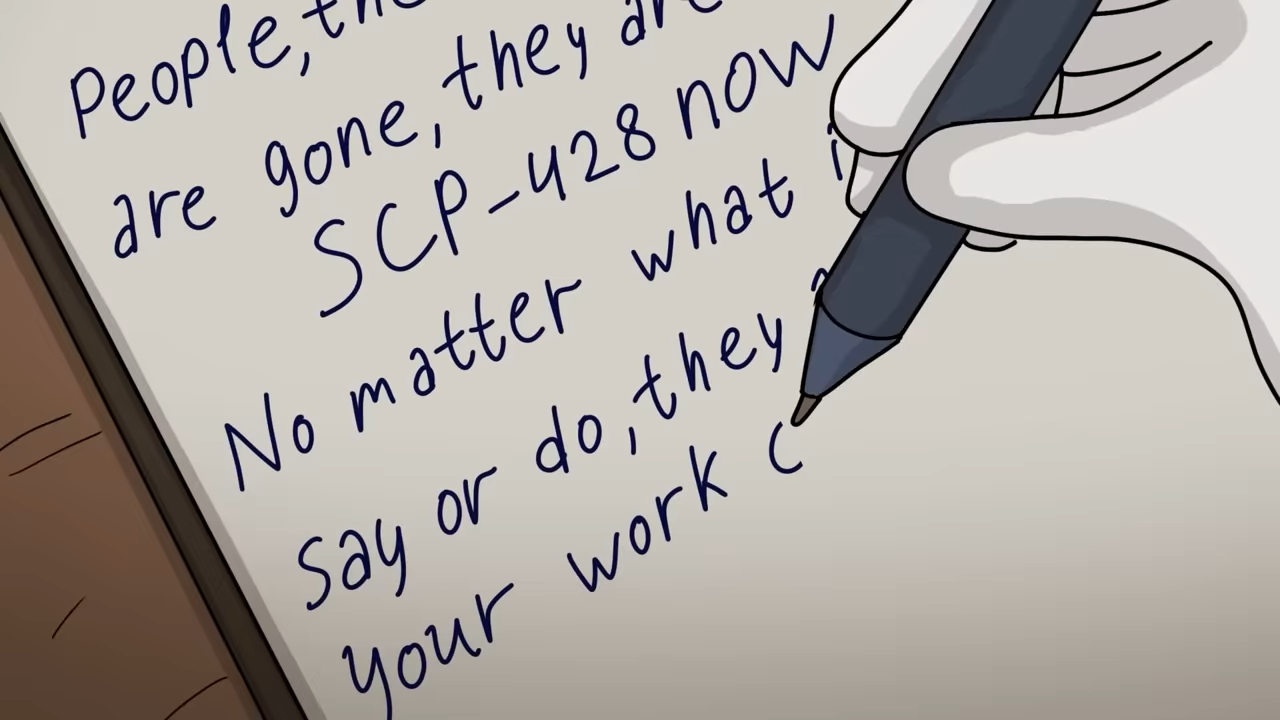 People,
are gone, they are
SCP-428 now
No matter what
say or do, they
your work